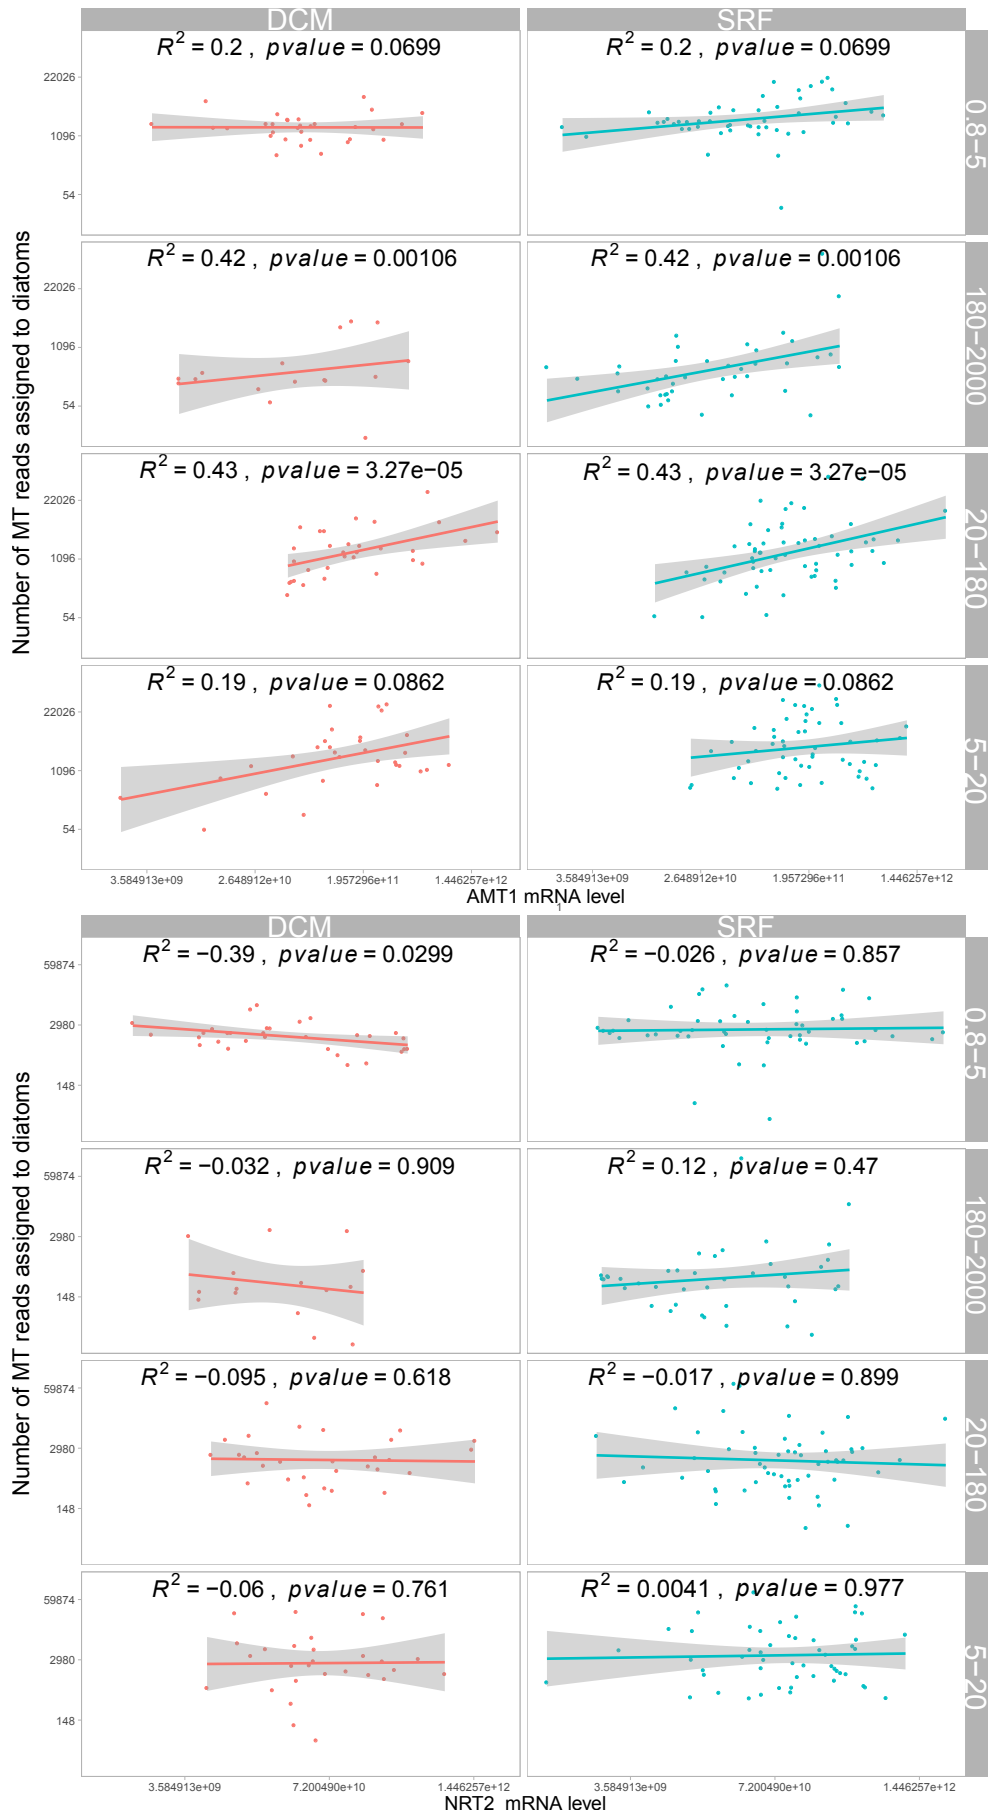 DCM SRF
R² = 0.2 , pvalue = 0.0699 R² = 0.2 , pvalue = 0.0699
22026
1096
54
0.8−5
R² = 0.42 , pvalue = 0.00106 R² = 0.42 , pvalue = 0.00106
22026
1096
54
180−2000
Number of MT reads assigned to diatoms
R² = 0.43 , pvalue = 3.27e−05 R² = 0.43 , pvalue = 3.27e−05
22026
1096
54
20−180
R² = 0.19 , pvalue = 0.0862 R² = 0.19 , pvalue = 0.0862
22026
1096
54
5−20
3.584913e+09 2.648912e+10 1.957296e+11 1.446257e+12 3.584913e+09 2.648912e+10 1.957296e+11 1.446257e+12
AMT1 mRNA level
1
DCM SRF
R² = −0.39 , pvalue = 0.0299 R² = −0.026 , pvalue = 0.857
59874
2980
148
0.8−5
R² = −0.032 , pvalue = 0.909 R² = 0.12 , pvalue = 0.47
59874
2980
148
180−2000
Number of MT reads assigned to diatoms
R² = −0.095 , pvalue = 0.618 R² = −0.017 , pvalue = 0.899
59874
2980
148
20−180
R² = −0.06 , pvalue = 0.761 R² = 0.0041 , pvalue = 0.977
59874
2980
148
5−20
3.584913e+09 7.200490e+10 1.446257e+12 3.584913e+09 7.200490e+10 1.446257e+12
NRT2 mRNA level